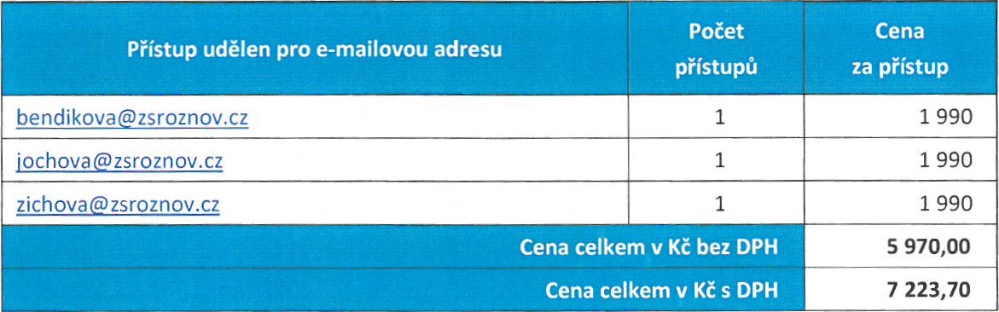 Přístup udělen pro e-mailovou adresu Počet přístupů Cena za přístup
bendikova@zsroznov.cz 1 1 990
jochova@zsroznov.cz 1 1 990
zichova@zsroznov.cz 1 1 990
Cena celkem v Kč bez DPH 5 970,00
Cena celkem v Kč s DPH 7 223,70